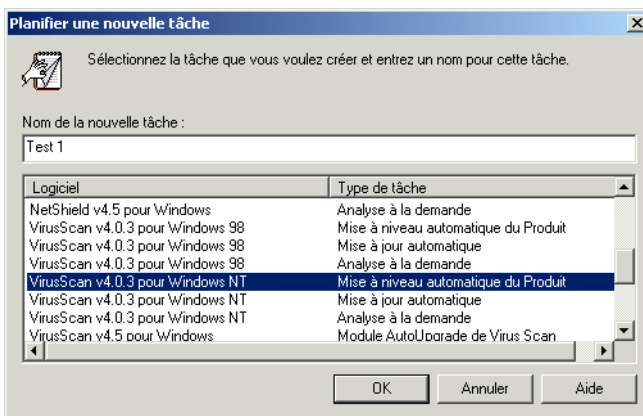 Planifier une nouvelle tâche
Sélectionnez la tâche que vous voulez créer et entrez un nom pour cette tâche.
Nom de la nouvelle tâche :
Test 1
Logiciel Type de tâche
NetShield v4.5 pour Windows Analyse à la demande
VirusScan v4.0.3 pour Windows 98 Mise à niveau automatique du Produit
VirusScan v4.0.3 pour Windows 98 Mise à jour automatique
VirusScan v4.0.3 pour Windows 98 Analyse à la demande
VirusScan v4.0.3 pour Windows NT Mise à niveau automatique du Produit
VirusScan v4.0.3 pour Windows NT Mise à jour automatique
VirusScan v4.0.3 pour Windows NT Analyse à la demande
VirusScan v4.5 pour Windows Module AutoUpgrade de Virus Scan
OK Annuler Aide